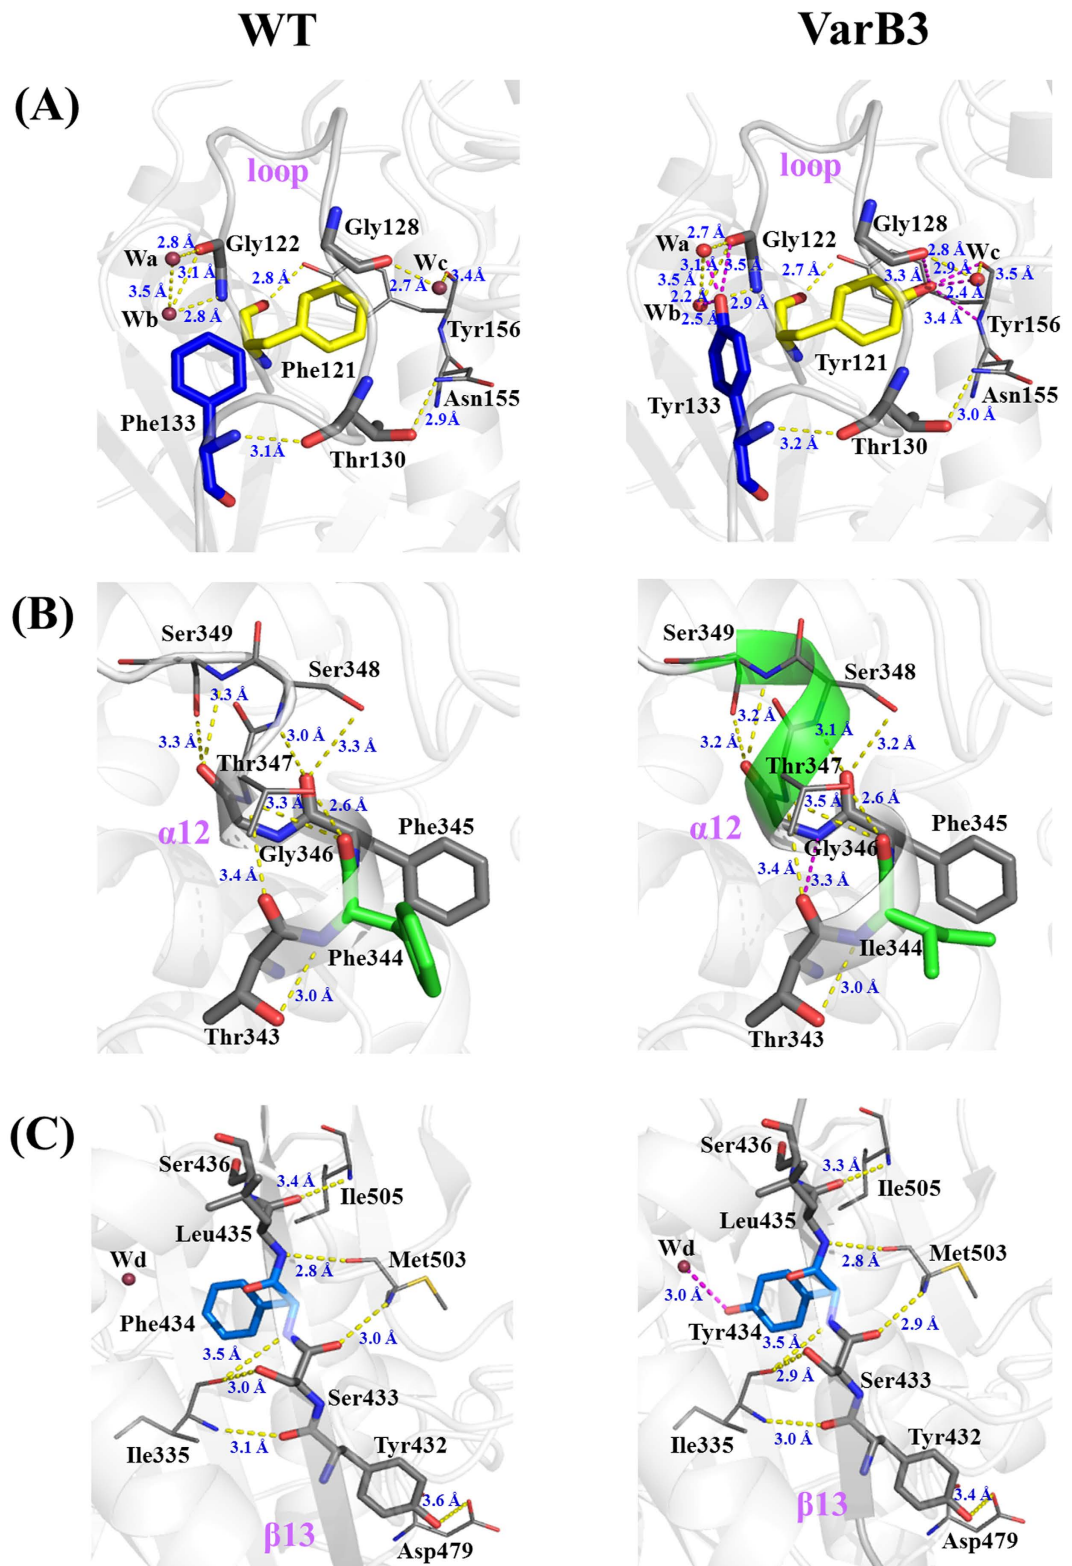 WT
VarB3
(A)
loop
Gly128
Gly122
2.8 Å
Wa
3.1 Å
3.5 Å
Wb
2.8 Å
2.8 Å
Wc
3.4Å
2.7 Å
Tyr156
Phe121
Asn155
Phe133
2.9Å
3.1Å
Thr130
loop
Gly128
2.7 Å
Wa
Gly122
2.8 Å
Wc
3.1Å
3.5Å
2.7 Å
2.9Å
3.5Å
3.5 Å
3.3 Å
2.2 Å
Wb
2.9 Å
2.4 Å
2.5 Å
3.4 Å
Tyr156
Tyr121
Asn155
Tyr133
3.0 Å
3.2 Å
Thr130
(B)
Ser349
Ser348
3.3 Å
3.0 Å
3.3 Å
3.3 Å
Thr347
3.3 Å
2.6 Å
α12
Phe345
Gly346
3.4 Å
Phe344
3.0 Å
Thr343
Ser349
Ser348
3.2 Å
3.1 Å
3.2 Å
3.2 Å
Thr347
3.5 Å
2.6 Å
α12
Phe345
Gly346
3.4 Å
3.3 Å
Ile344
3.0 Å
Thr343
(C)
Ser436
3.4 Å
Ile505
Leu435
Wd
Met503
2.8 Å
Phe434
3.0 Å
3.5 Å
3.0 Å
Ser433
Ile335
3.1 Å
Tyr432
3.6 Å
β13
Asp479
Ser436
3.3 Å
Ile505
Leu435
Wd
Met503
2.8 Å
3.0 Å
Tyr434
2.9 Å
3.5 Å
2.9 Å
Ser433
Ile335
3.0 Å
Tyr432
3.4 Å
β13
Asp479